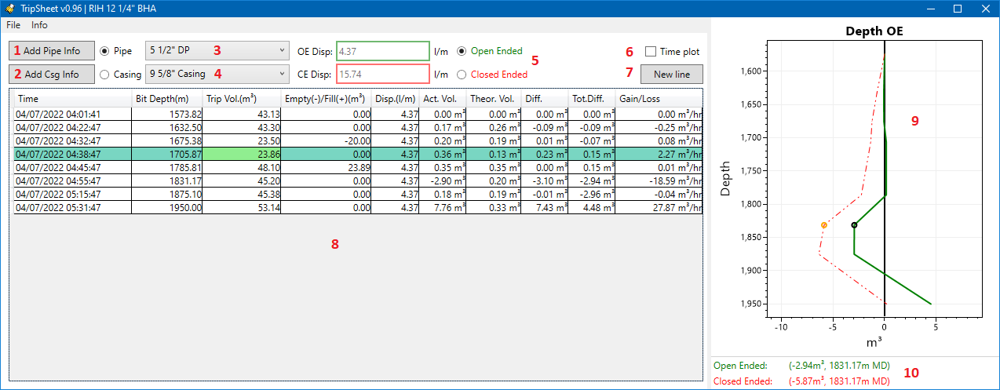 TripSheet v0.96 | RIH 12 1/4" BHA
File Info
1 Add Pipe Info Pipe 5 1/2" DP 3 OE Disp: 4.37 l/m Open Ended 5 6 Time plot
2 Add Csg Info Casing 9 5/8" Casing 4 CE Disp: 15.74 l/m Closed Ended 7 New line
Time Bit Depth(m) Trip Vol.(m³) Empty(-)/Fill(+)(m³) Disp.(l/m) Act. Vol. Theor. Vol. Diff. Tot.Diff. Gain/Loss
04/07/2022 04:01:41 1573.82 43.13 0.00 4.37 0.00 m³ 0.00 m³ 0.00 m³ 0.00 m³ 0.00 m³/hr
04/07/2022 04:22:47 1632.50 43.30 0.00 4.37 0.17 m³ 0.26 m³ -0.09 m³ -0.09 m³ -0.25 m³/hr
04/07/2022 04:32:47 1675.38 23.50 -20.00 4.37 0.20 m³ 0.19 m³ 0.01 m³ -0.07 m³ 0.08 m³/hr
04/07/2022 04:38:47 1705.87 23.86 0.00 4.37 0.36 m³ 0.13 m³ 0.23 m³ 0.15 m³ 2.27 m³/hr
04/07/2022 04:45:47 1785.81 48.10 23.89 4.37 0.35 m³ 0.35 m³ 0.00 m³ 0.15 m³ 0.01 m³/hr
04/07/2022 04:55:47 1831.17 45.20 0.00 4.37 -2.90 m³ 0.20 m³ -3.10 m³ -2.94 m³ -18.59 m³/hr
04/07/2022 05:15:47 1875.10 45.38 0.00 4.37 0.18 m³ 0.19 m³ -0.01 m³ -2.96 m³ -0.04 m³/hr
04/07/2022 05:31:47 1950.00 53.14 0.00 4.37 7.76 m³ 0.33 m³ 7.43 m³ 4.48 m³ 27.87 m³/hr
8
Depth OE
1,600
1,650
9
1,700
1,750
Depth
1,800
1,850
1,900
1,950
-10 -5 0 5
m³
Open Ended: (-2.94m³, 1831.17m MD)
10
Closed Ended: (-5.87m³, 1831.17m MD)